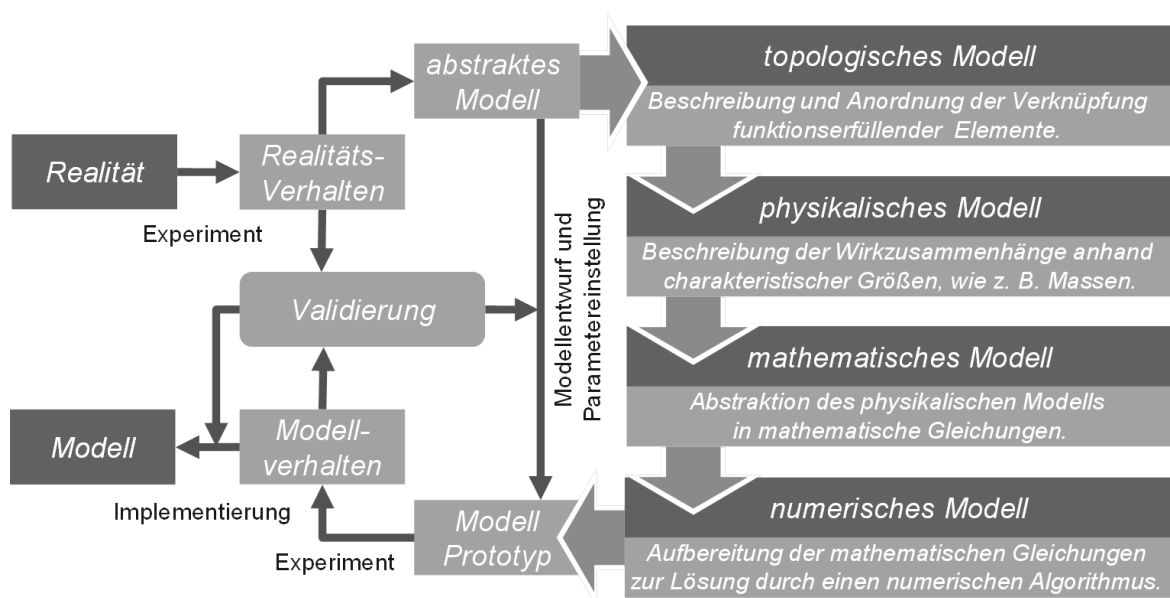 abstraktes
Modell
Realität
Realitäts-
Verhalten
Experiment
Validierung
Modellentwurf und
Parametereinstellung
Modell
Modell-
verhalten
Implementierung
Experiment
Modell
Prototyp
topologisches Modell
Beschreibung und Anordnung der Verknüpfung
funktionserfüllender Elemente.
physikalisches Modell
Beschreibung der Wirkzusammenhänge anhand
charakteristischer Größen, wie z. B. Massen.
mathematisches Modell
Abstraktion des physikalischen Modells
in mathematische Gleichungen.
numerisches Modell
Aufbereitung der mathematischen Gleichungen
zur Lösung durch einen numerischen Algorithmus.